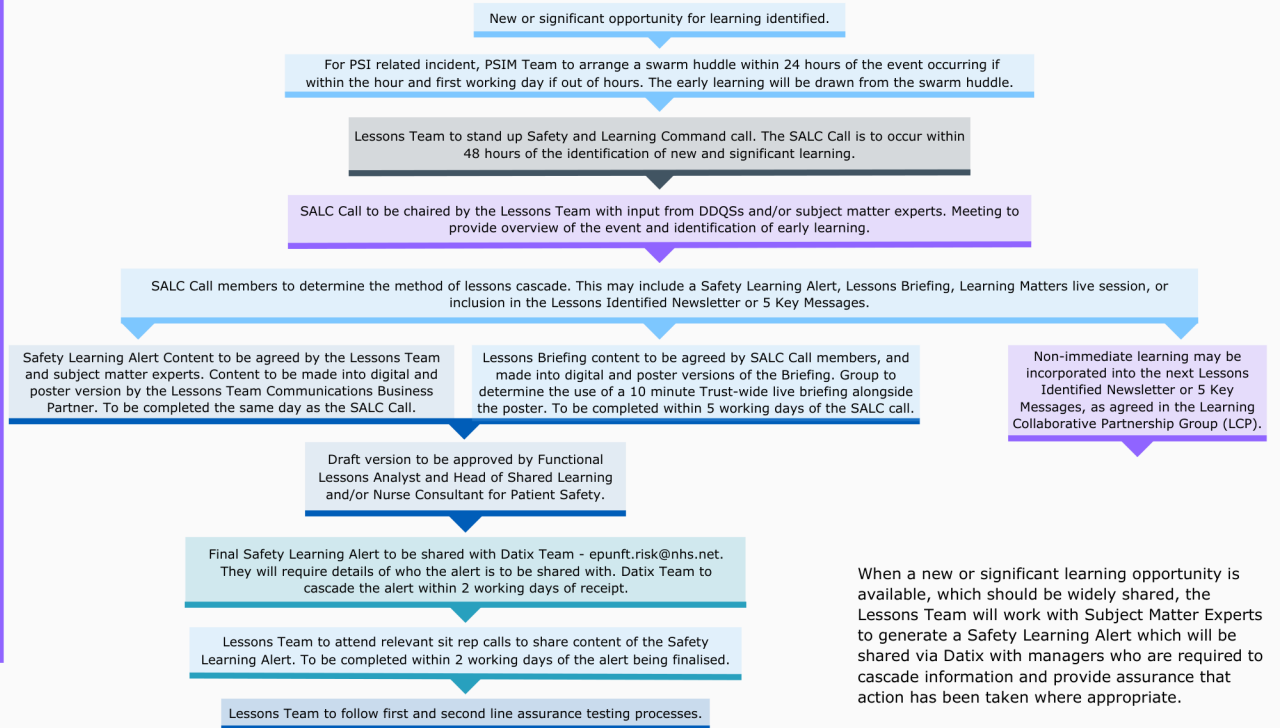 New or significant opportunity for learning identified.
For PSI related incident, PSIM Team to arrange a swarm huddle within 24 hours of the event occurring if
within the hour and first working day if out of hours. The early learning will be drawn from the swarm huddle.
Lessons Team to stand up Safety and Learning Command call. The SALC Call is to occur within
48 hours of the identification of new and significant learning.
SALC Call to be chaired by the Lessons Team with input from DDQSs and/or subject matter experts. Meeting to
provide overview of the event and identification of early learning.
SALC Call members to determine the method of lessons cascade. This may include a Safety Learning Alert, Lessons Briefing, Learning Matters live session, or
inclusion in the Lessons Identified Newsletter or 5 Key Messages.
Safety Learning Alert Content to be agreed by the Lessons Team
and subject matter experts. Content to be made into digital and
poster version by the Lessons Team Communications Business
Partner. To be completed the same day as the SALC Call.
Lessons Briefing content to be agreed by SALC Call members, and
made into digital and poster versions of the Briefing. Group to
determine the use of a 10 minute Trust-wide live briefing alongside
the poster. To be completed within 5 working days of the SALC call.
Non-immediate learning may be
incorporated into the next Lessons
Identified Newsletter or 5 Key
Messages, as agreed in the Learning
Collaborative Partnership Group (LCP).
Draft version to be approved by Functional
Lessons Analyst and Head of Shared Learning
and/or Nurse Consultant for Patient Safety.
Final Safety Learning Alert to be shared with Datix Team - epunft.risk@nhs.net.
They will require details of who the alert is to be shared with. Datix Team to
cascade the alert within 2 working days of receipt.
Lessons Team to attend relevant sit rep calls to share content of the Safety
Learning Alert. To be completed within 2 working days of the alert being finalised.
Lessons Team to follow first and second line assurance testing processes.
When a new or significant learning opportunity is
available, which should be widely shared, the
Lessons Team will work with Subject Matter Experts
to generate a Safety Learning Alert which will be
shared via Datix with managers who are required to
cascade information and provide assurance that
action has been taken where appropriate.